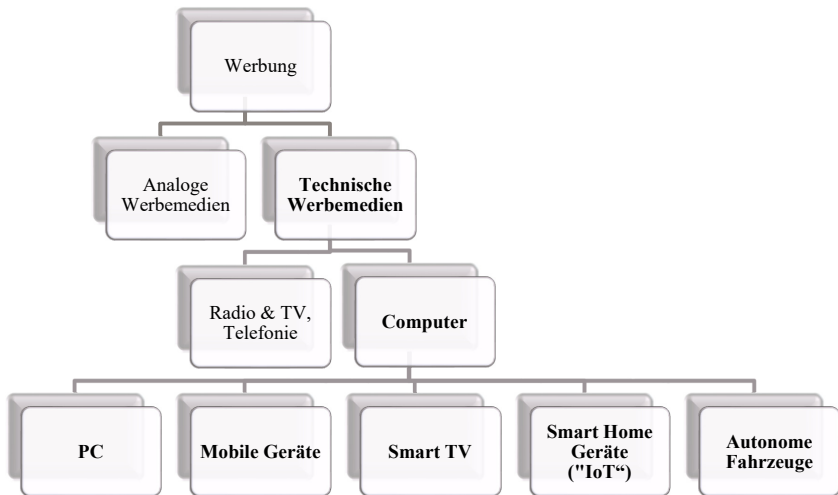 Werbung
Analoge
Werbemedien
Technische
Werbemedien
Radio & TV,
Telefonie
Computer
PC
Mobile Geräte
Smart TV
Smart Home
Geräte
("IoT“)
Autonome
Fahrzeuge